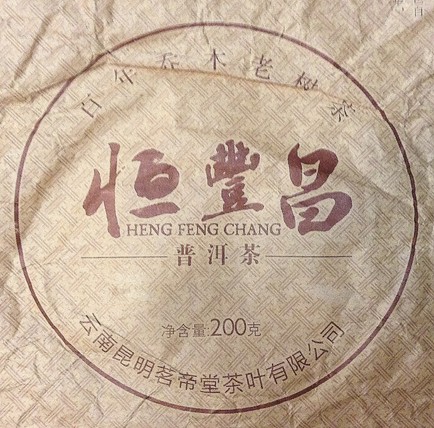 百年乔木老树茶
恒豐昌
HENG FENG CHANG
普洱茶
净含量:200克
云南昆明茗帝堂茶叶有限公司